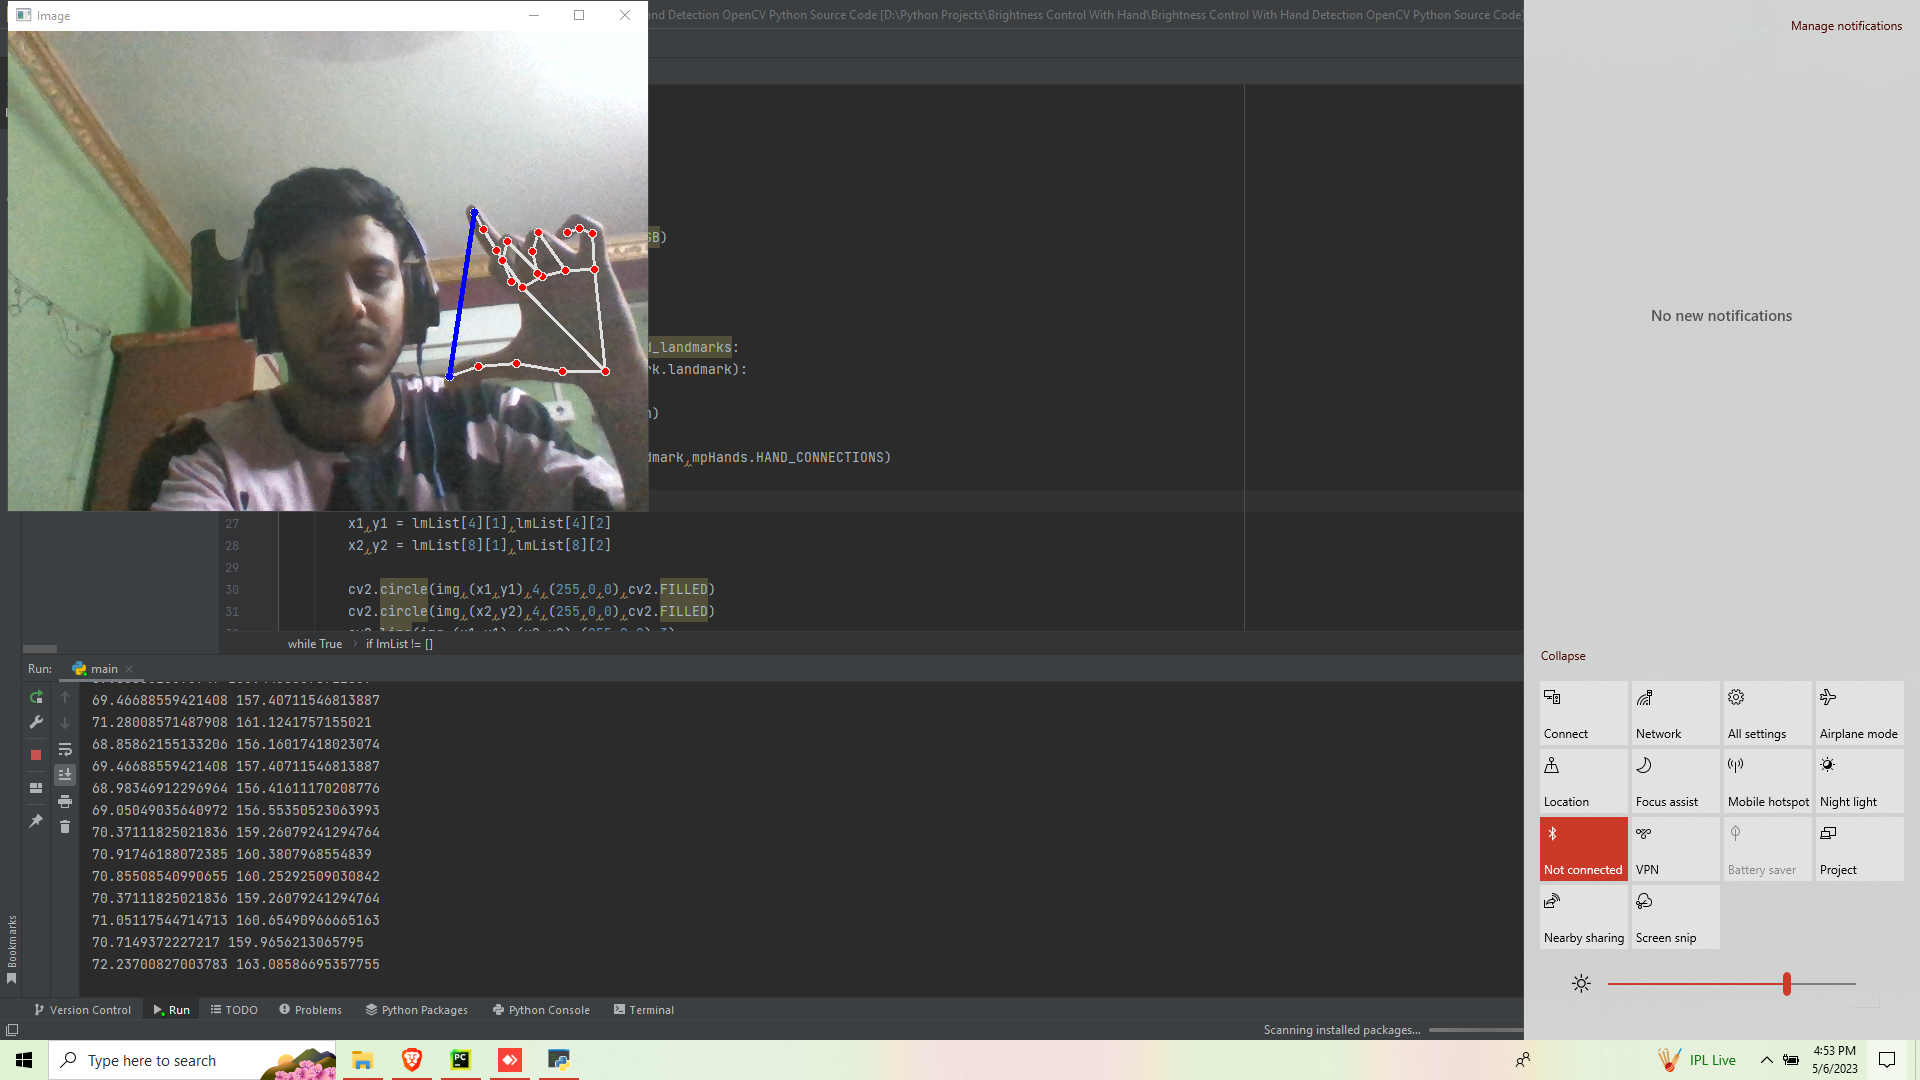 Image
and Detection OpenCV Python Source Code [D:\Python Projects\Brightness Control With Hand\Brightness Control With Hand Detection OpenCV Python Source Code]
Manage notifications
GB)
No new notifications
d_landmarks:
rk.landmark):
dmark,mpHands.HAND_CONNECTIONS)
27 x1,y1 = lmList[4][1],lmList[4][2]
28 x2,y2 = lmList[8][1],lmList[8][2]
29
30 cv2.circle(img,(x1,y1),4,(255,0,0),cv2.FILLED)
31 cv2.circle(img,(x2,y2),4,(255,0,0),cv2.FILLED)
while True
if lmList != []
Run:
main
69.46688559421408 157.40711546813887
71.28008571487908 161.1241757155021
68.85862155133206 156.16017418023074
69.46688559421408 157.40711546813887
68.98346912296964 156.41611170208776
69.05049035640972 156.55350523063993
70.37111825021836 159.26079241294764
70.91746188072385 160.3807968554839
70.85508540990655 160.25292509030842
70.37111825021836 159.26079241294764
71.05117544714713 160.65490966665163
70.7149372227217 159.9656213065795
72.23700827003783 163.08586695357755
Bookmarks
Version Control
Run
TODO
Problems
Python Packages
Python Console
Terminal
Scanning installed packages...
Collapse
Connect
Network
All settings
Airplane mode
Location
Focus assist
Mobile hotspot
Night light
Not connected
VPN
Battery saver
Project
Nearby sharing
Screen snip
Type here to search
PC
IPL Live
4:53 PM
5/6/2023